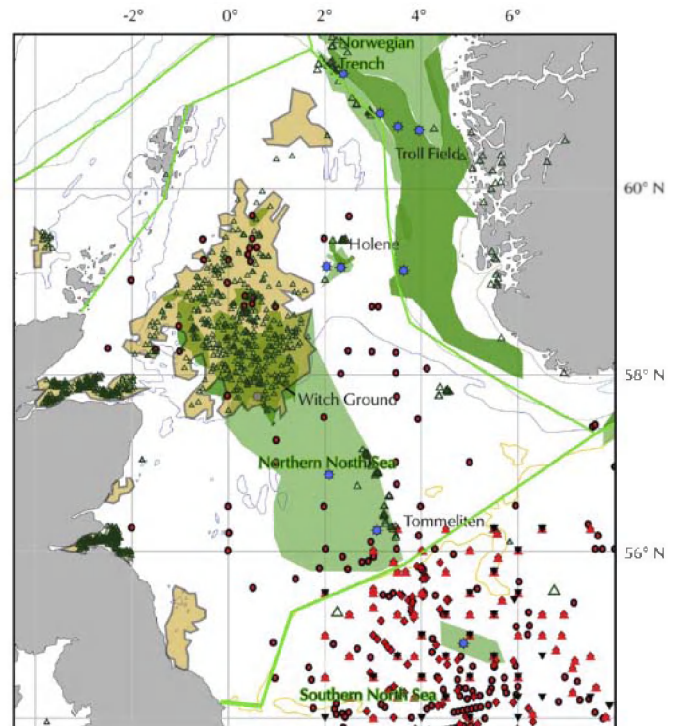 -2° 0° 2° 4° 6°
Norwegian
Trench
Troll Field
60° N
Holene
58° N
Witch Ground
Northern North Sea
Tommeliten
56° N
Southern North Sea